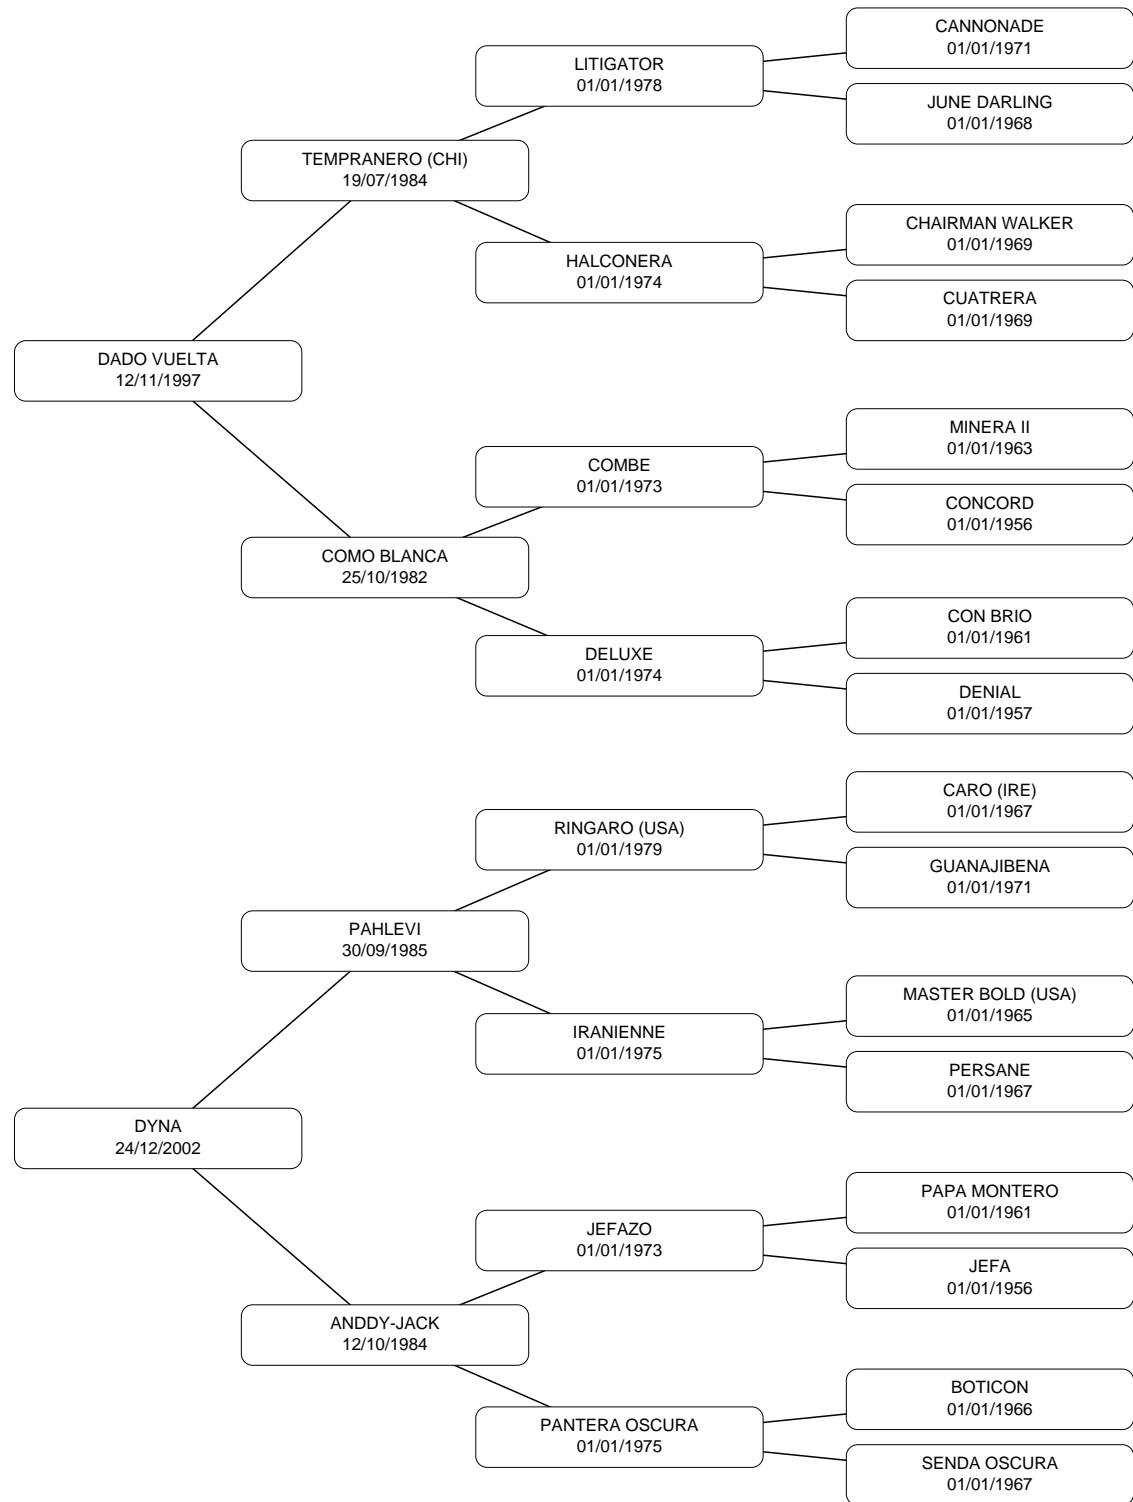 CANNONADE
01/01/1971
LITIGATOR
01/01/1978
JUNE DARLING
01/01/1968
TEMPRANERO (CHI)
19/07/1984
CHAIRMAN WALKER
01/01/1969
HALCONERA
01/01/1974
CUATRERA
01/01/1969
DADO VUELTA
12/11/1997
MINERA II
01/01/1963
COMBE
01/01/1973
CONCORD
01/01/1956
COMO BLANCA
25/10/1982
CON BRIO
01/01/1961
DELUXE
01/01/1974
DENIAL
01/01/1957
CARO (IRE)
01/01/1967
RINGARO (USA)
01/01/1979
GUANAJIBENA
01/01/1971
PAHLEVI
30/09/1985
MASTER BOLD (USA)
01/01/1965
IRANIENNE
01/01/1975
PERSANE
01/01/1967
DYNA
24/12/2002
PAPA MONTERO
01/01/1961
JEFAZO
01/01/1973
JEFA
01/01/1956
ANDDY-JACK
12/10/1984
BOTICON
01/01/1966
PANTERA OSCURA
01/01/1975
SENDA OSCURA
01/01/1967